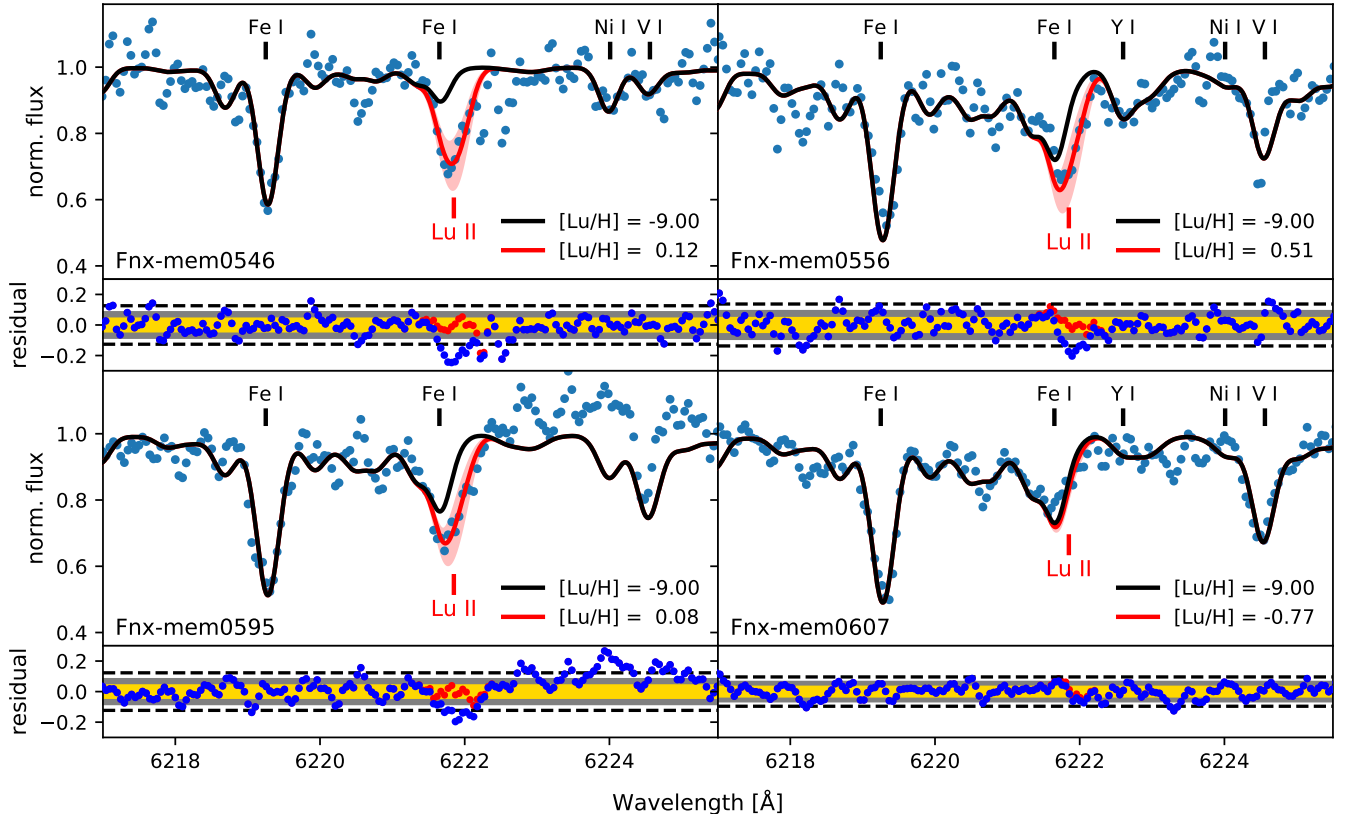 Fe I Fe I Ni I V I Fe I Fe I Y I Ni I V I
1.0
0.8
0.6
0.4
norm. flux
Lu II
[Lu/H] = -9.00
[Lu/H] = 0.12
Fnx-mem0546
Lu II
[Lu/H] = -9.00
[Lu/H] = 0.51
Fnx-mem0556
0.2
0.0
−0.2
residual
Fe I Fe I Fe I Fe I Y I Ni I V I
1.0
0.8
0.6
0.4
norm. flux
Lu II
[Lu/H] = -9.00
[Lu/H] = 0.08
Fnx-mem0595
Lu II
[Lu/H] = -9.00
[Lu/H] = -0.77
Fnx-mem0607
0.2
0.0
−0.2
residual
6218 6220 6222 6224 6218 6220 6222 6224
Wavelength [Å]